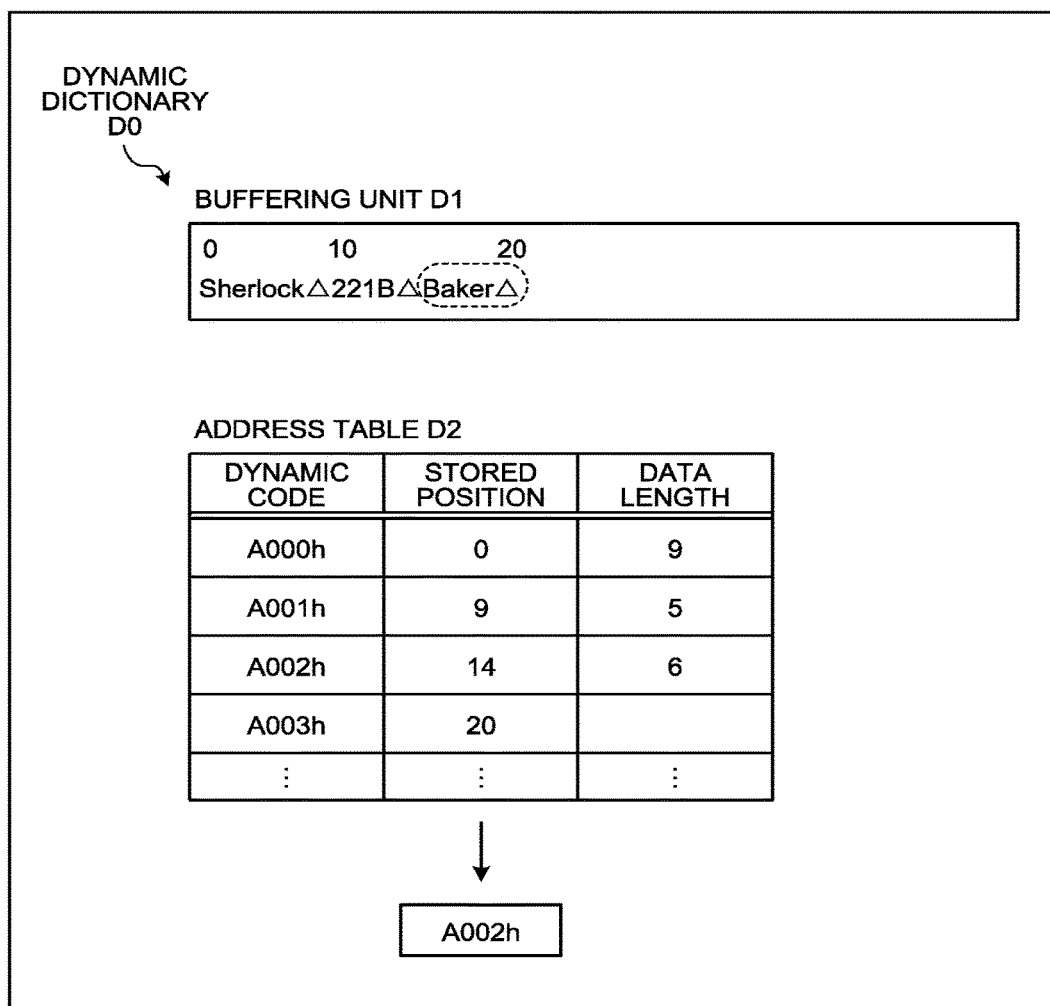 DYNAMIC
DICTIONARY
D0
BUFFERING UNIT D1
0 10 20
Sherlock△221B△Baker△
ADDRESS TABLE D2
DYNAMIC CODE STORED POSITION DATA LENGTH
A000h 0 9
A001h 9 5
A002h 14 6
A003h 20
⋮ ⋮ ⋮
A002h